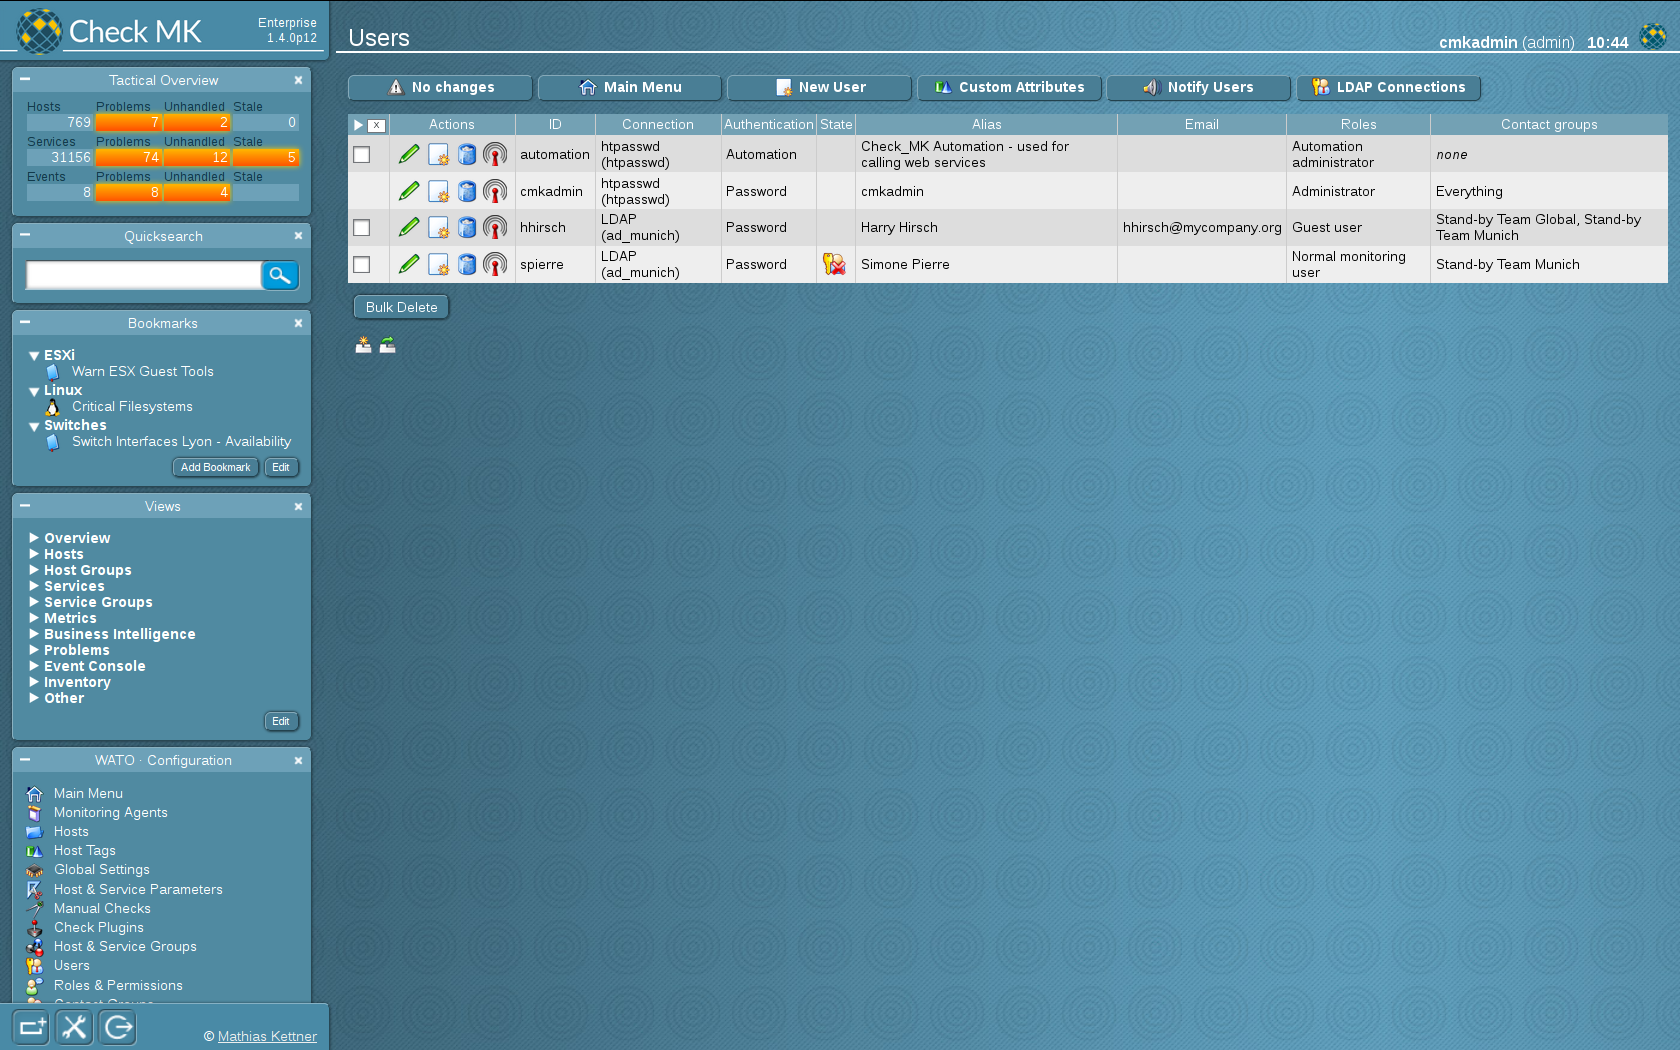 Check MK
Enterprise
1.4.0p12
Tactical Overview
Hosts Problems Unhandled Stale
769 7 2 0
Services Problems Unhandled Stale
31156 74 12 5
Events Problems Unhandled Stale
8 8 4
Quicksearch
Bookmarks
ESXi
Warn ESX Guest Tools
Linux
Critical Filesystems
Switches
Switch Interfaces Lyon - Availability
Add Bookmark Edit
Views
Overview
Hosts
Host Groups
Services
Service Groups
Metrics
Business Intelligence
Problems
Event Console
Inventory
Other
Edit
WATO · Configuration
Main Menu
Monitoring Agents
Hosts
Host Tags
Global Settings
Host & Service Parameters
Manual Checks
Check Plugins
Host & Service Groups
Users
Roles & Permissions
Contact Groups
© Mathias Kettner
Users
cmkadmin (admin) 10:44
No changes Main Menu New User Custom Attributes Notify Users LDAP Connections
X Actions ID Connection Authentication State Alias Email Roles Contact groups
automation htpasswd (htpasswd) Automation Check_MK Automation - used for calling web services Automation administrator none
cmkadmin htpasswd (htpasswd) Password cmkadmin Administrator Everything
hhirsch LDAP (ad_munich) Password Harry Hirsch hhirsch@mycompany.org Guest user Stand-by Team Global, Stand-by Team Munich
spierre LDAP (ad_munich) Password Simone Pierre Normal monitoring user Stand-by Team Munich
Bulk Delete